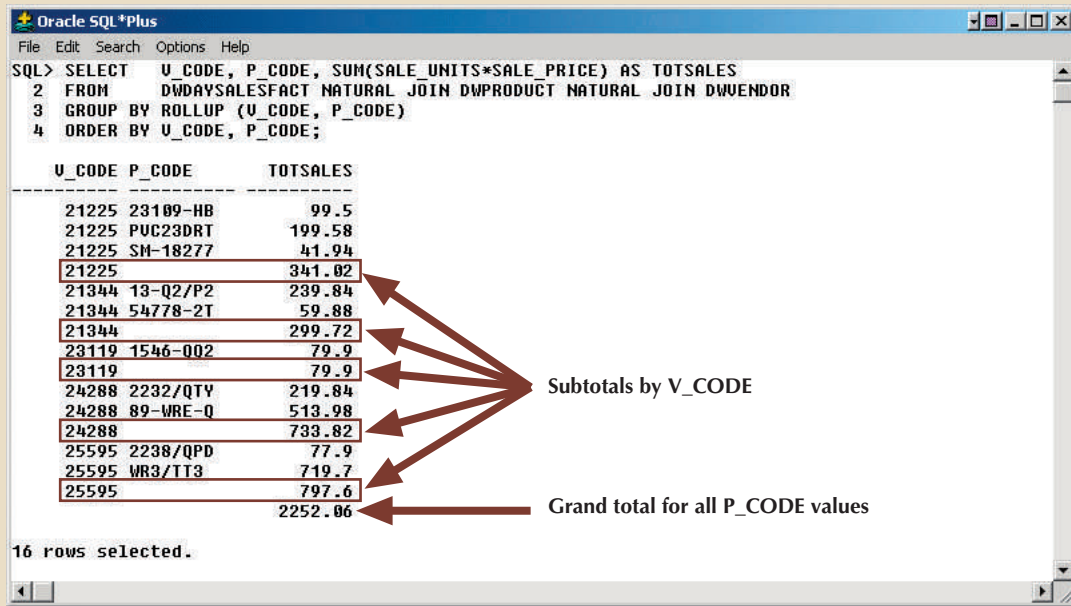 Oracle SQL*Plus
File Edit Search Options Help
SQL> SELECT V_CODE, P_CODE, SUM(SALE_UNITS*SALE_PRICE) AS TOTSALES
2 FROM DWDAYSALESFACT NATURAL JOIN DWPRODUCT NATURAL JOIN DWVENDOR
3 GROUP BY ROLLUP (V_CODE, P_CODE)
4 ORDER BY V_CODE, P_CODE;
V_CODE P_CODE TOTSALES
---------- ---------- ----------
21225 23109-HB 99.5
21225 PVC23DRT 199.58
21225 SM-18277 41.94
21225 341.02
21344 13-Q2/P2 239.84
21344 54778-2T 59.88
21344 299.72
23119 1546-QQ2 79.9
23119 79.9
Subtotals by V_CODE
24288 2232/QTY 219.84
24288 89-WRE-Q 513.98
24288 733.82
25595 2238/QPD 77.9
25595 WR3/TT3 719.7
25595 797.6
2252.06
Grand total for all P_CODE values
16 rows selected.